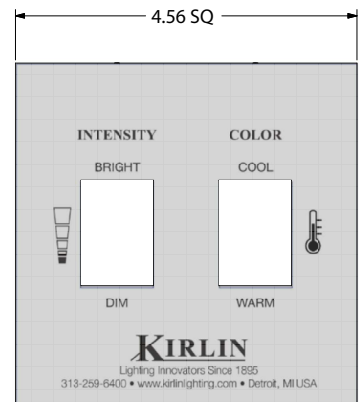 4.56 SQ
INTENSITY COLOR
BRIGHT COOL
DIM WARM
KIRLIN
Lighting Innovators Since 1895
313-259-6400 • www.kirlinlighting.com • Detroit, MI USA